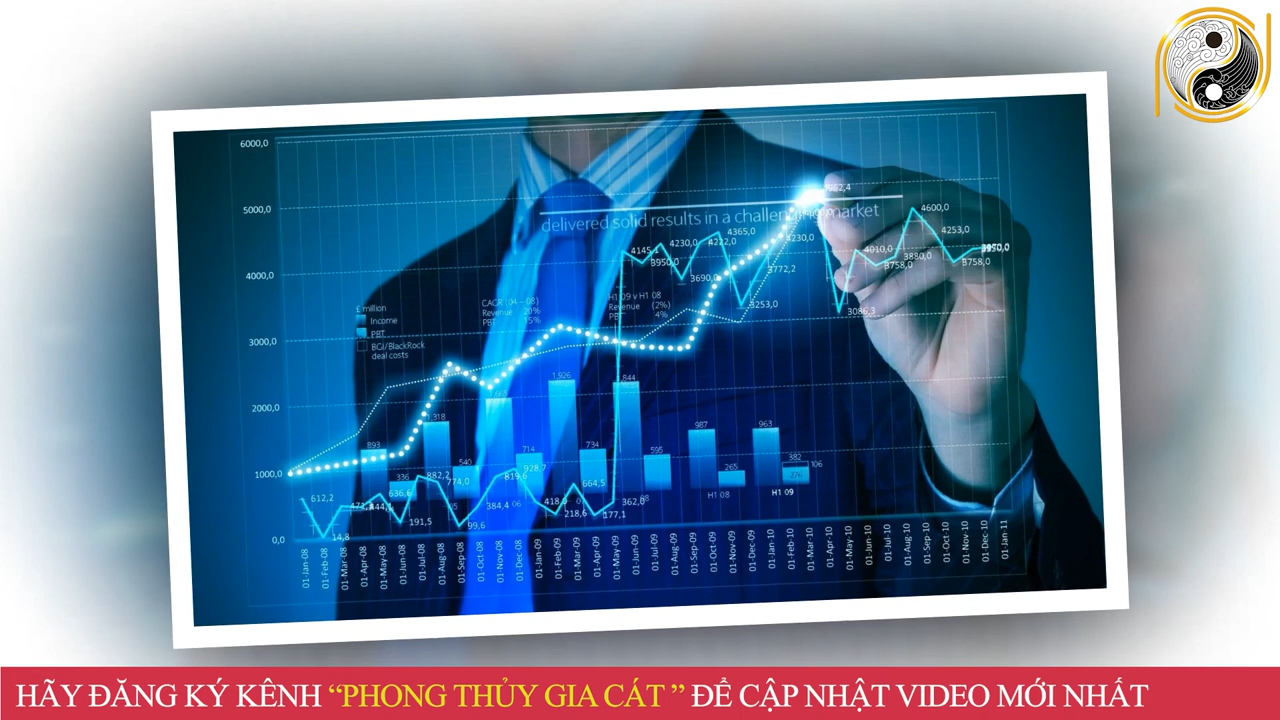 6000,0
5000,0
4000,0
3000,0
2000,0
1000,0
0,0
delivered solid results in a challenging market
£ million
Income
PBT
BGI/BlackRock
deal costs
CAGR (04 – 08)
Revenue 20%
PBT 15%
H1 09 v H1 08
Revenue (2%)
PBT 4%
4145,1
3950,0
4230,0
4222,0
4365,0
3690,0
3253,0
3772,2
4230,0
3086,3
4010,0
3758,0
3880,0
4600,0
4253,0
3758,0
3950,0
893
336
1,318
540
714
1,926
734
1,844
595
987
265
963
382
106
276
612,2
14,8
636,6
191,5
882,2
774,0
99,6
384,4
819,6
928,7
418,0
218,6
664,5
177,1
362,0
06
08
H1 08
H1 09
01-Jan-08
01-Feb-08
01-Mar-08
01-Apr-08
01-May-08
01-Jun-08
01-Jul-08
01-Aug-08
01-Sep-08
01-Oct-08
01-Nov-08
01-Dec-08
01-Jan-09
01-Feb-09
01-Mar-09
01-Apr-09
01-May-09
01-Jun-09
01-Jul-09
01-Aug-09
01-Sep-09
01-Oct-09
01-Nov-09
01-Dec-09
01-Jan-10
01-Feb-10
01-Mar-10
01-Apr-10
01-May-10
01-Jun-10
01-Jul-10
01-Aug-10
01-Sep-10
01-Oct-10
01-Nov-10
01-Dec-10
01-Jan-11
HÃY ĐĂNG KÝ KÊNH “PHONG THỦY GIA CÁT ” ĐỂ CẬP NHẬT VIDEO MỚI NHẤT